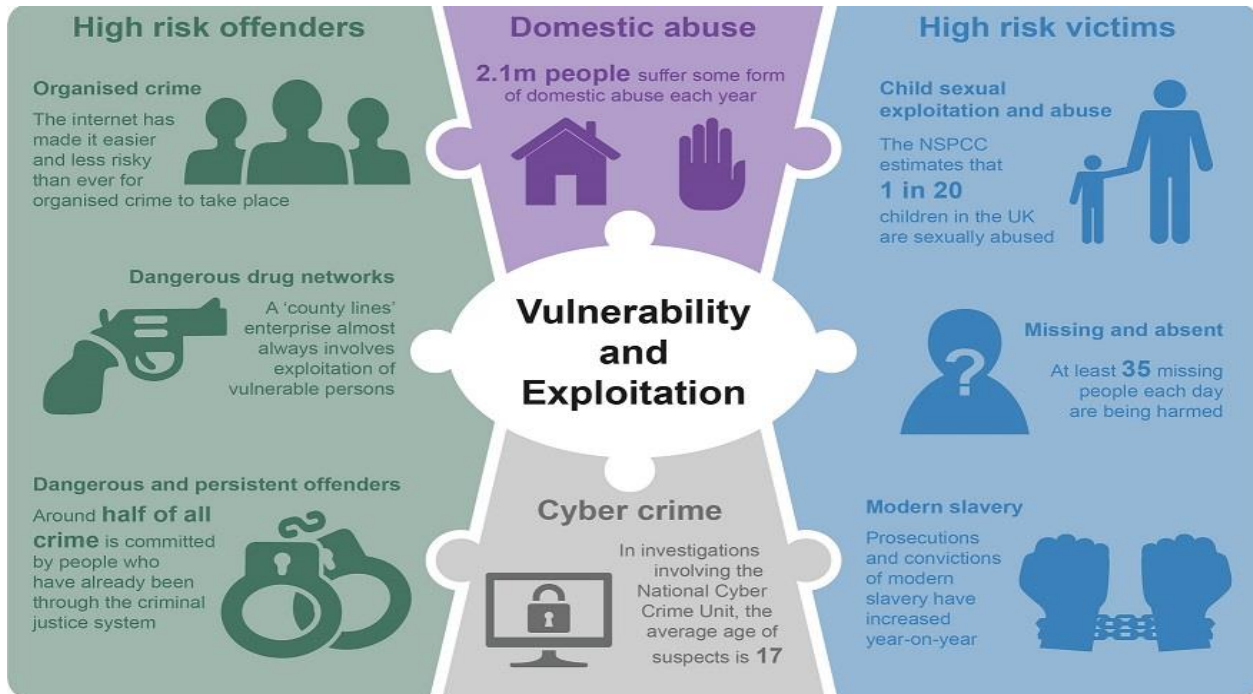 High risk offenders
Organised crime
The internet has
made it easier
and less risky
than ever for
organised crime to take place
Dangerous drug networks
A ‘county lines’
enterprise almost
always involves
exploitation of
vulnerable persons
Dangerous and persistent offenders
Around half of all
crime is committed
by people who
have already been
through the criminal
justice system
Domestic abuse
2.1m people suffer some form
of domestic abuse each year
Vulnerability
and
Exploitation
Cyber crime
In investigations
involving the
National Cyber
Crime Unit, the
average age of
suspects is 17
High risk victims
Child sexual
exploitation and abuse
The NSPCC
estimates that
1 in 20
children in the UK
are sexually abused
?
Missing and absent
At least 35 missing
people each day
are being harmed
Modern slavery
Prosecutions
and convictions
of modern
slavery have
increased
year-on-year